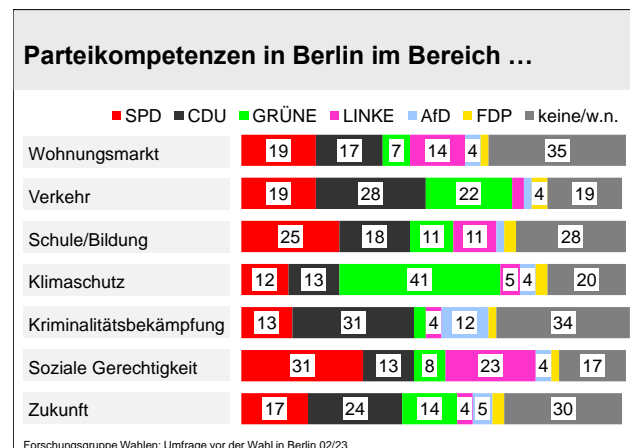 Parteikompetenzen in Berlin im Bereich …
SPD CDU GRÜNE LINKE AfD FDP keine/w.n.
Wohnungsmarkt 19 17 7 14 4 35
Verkehr 19 28 22 4 19
Schule/Bildung 25 18 11 11 28
Klimaschutz 12 13 41 5 4 20
Kriminalitätsbekämpfung 13 31 4 12 34
Soziale Gerechtigkeit 31 13 8 23 4 17
Zukunft 17 24 14 4 5 30
Forschungsgruppe Wahlen: Umfrage vor der Wahl in Berlin 02/23